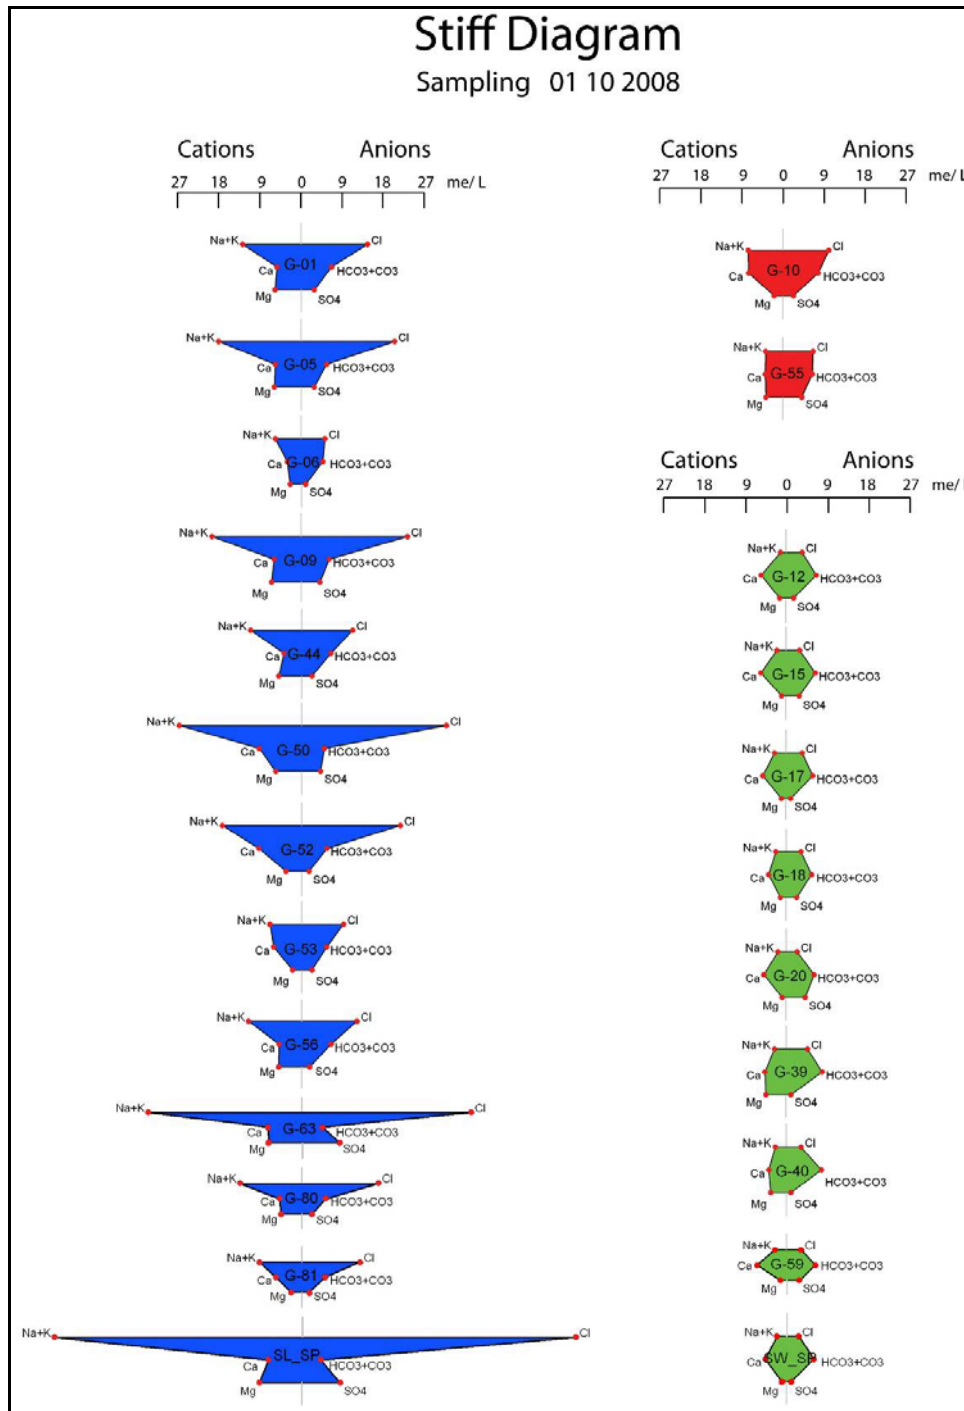 Stiff Diagram
Sampling 01 10 2008
Cations Anions
27 18 9 0 9 18 27 me/ L
Na+K Cl
G-01
Ca HCO3+CO3
Mg SO4
Na+K Cl
G-05
Ca HCO3+CO3
Mg SO4
Na+K Cl
Ca G-06 HCO3+CO3
Mg SO4
Na+K Cl
G-09
Ca HCO3+CO3
Mg SO4
Na+K Cl
Ca G-44 HCO3+CO3
Mg SO4
Na+K Cl
Ca G-50 HCO3+CO3
Mg SO4
Na+K Cl
Ca G-52 HCO3+CO3
Mg SO4
Na+K Cl
Ca G-53 HCO3+CO3
Mg SO4
Na+K Cl
Ca G-56 HCO3+CO3
Mg SO4
Na+K Cl
Ca G-63 HCO3+CO3
Mg SO4
Na+K Cl
Ca G-80 HCO3+CO3
Mg SO4
Na+K Cl
Ca G-81 HCO3+CO3
Mg SO4
Na+K Cl
SL_SP
Ca HCO3+CO3
Mg SO4
Cations Anions
27 18 9 0 9 18 27 me/ L
Na+K Cl
G-10
Ca HCO3+CO3
Mg SO4
Na+K Cl
Ca G-55 HCO3+CO3
Mg SO4
Cations Anions
27 18 9 0 9 18 27 me/
Na+K Cl
Ca G-12 HCO3+CO3
Mg SO4
Na+K Cl
Ca G-15 HCO3+CO3
Mg SO4
Na+K Cl
Ca G-17 HCO3+CO3
Mg SO4
Na+K Cl
Ca G-18 HCO3+CO3
Mg SO4
Na+K Cl
Ca G-20 HCO3+CO3
Mg SO4
Na+K Cl
Ca G-39 HCO3+CO3
Mg SO4
Na+K Cl
Ca G-40 HCO3+CO3
Mg SO4
Na+K Cl
Ca G-59 HCO3+CO3
Mg SO4
Na+K Cl
Ca SW_SP HCO3+CO3
Mg SO4